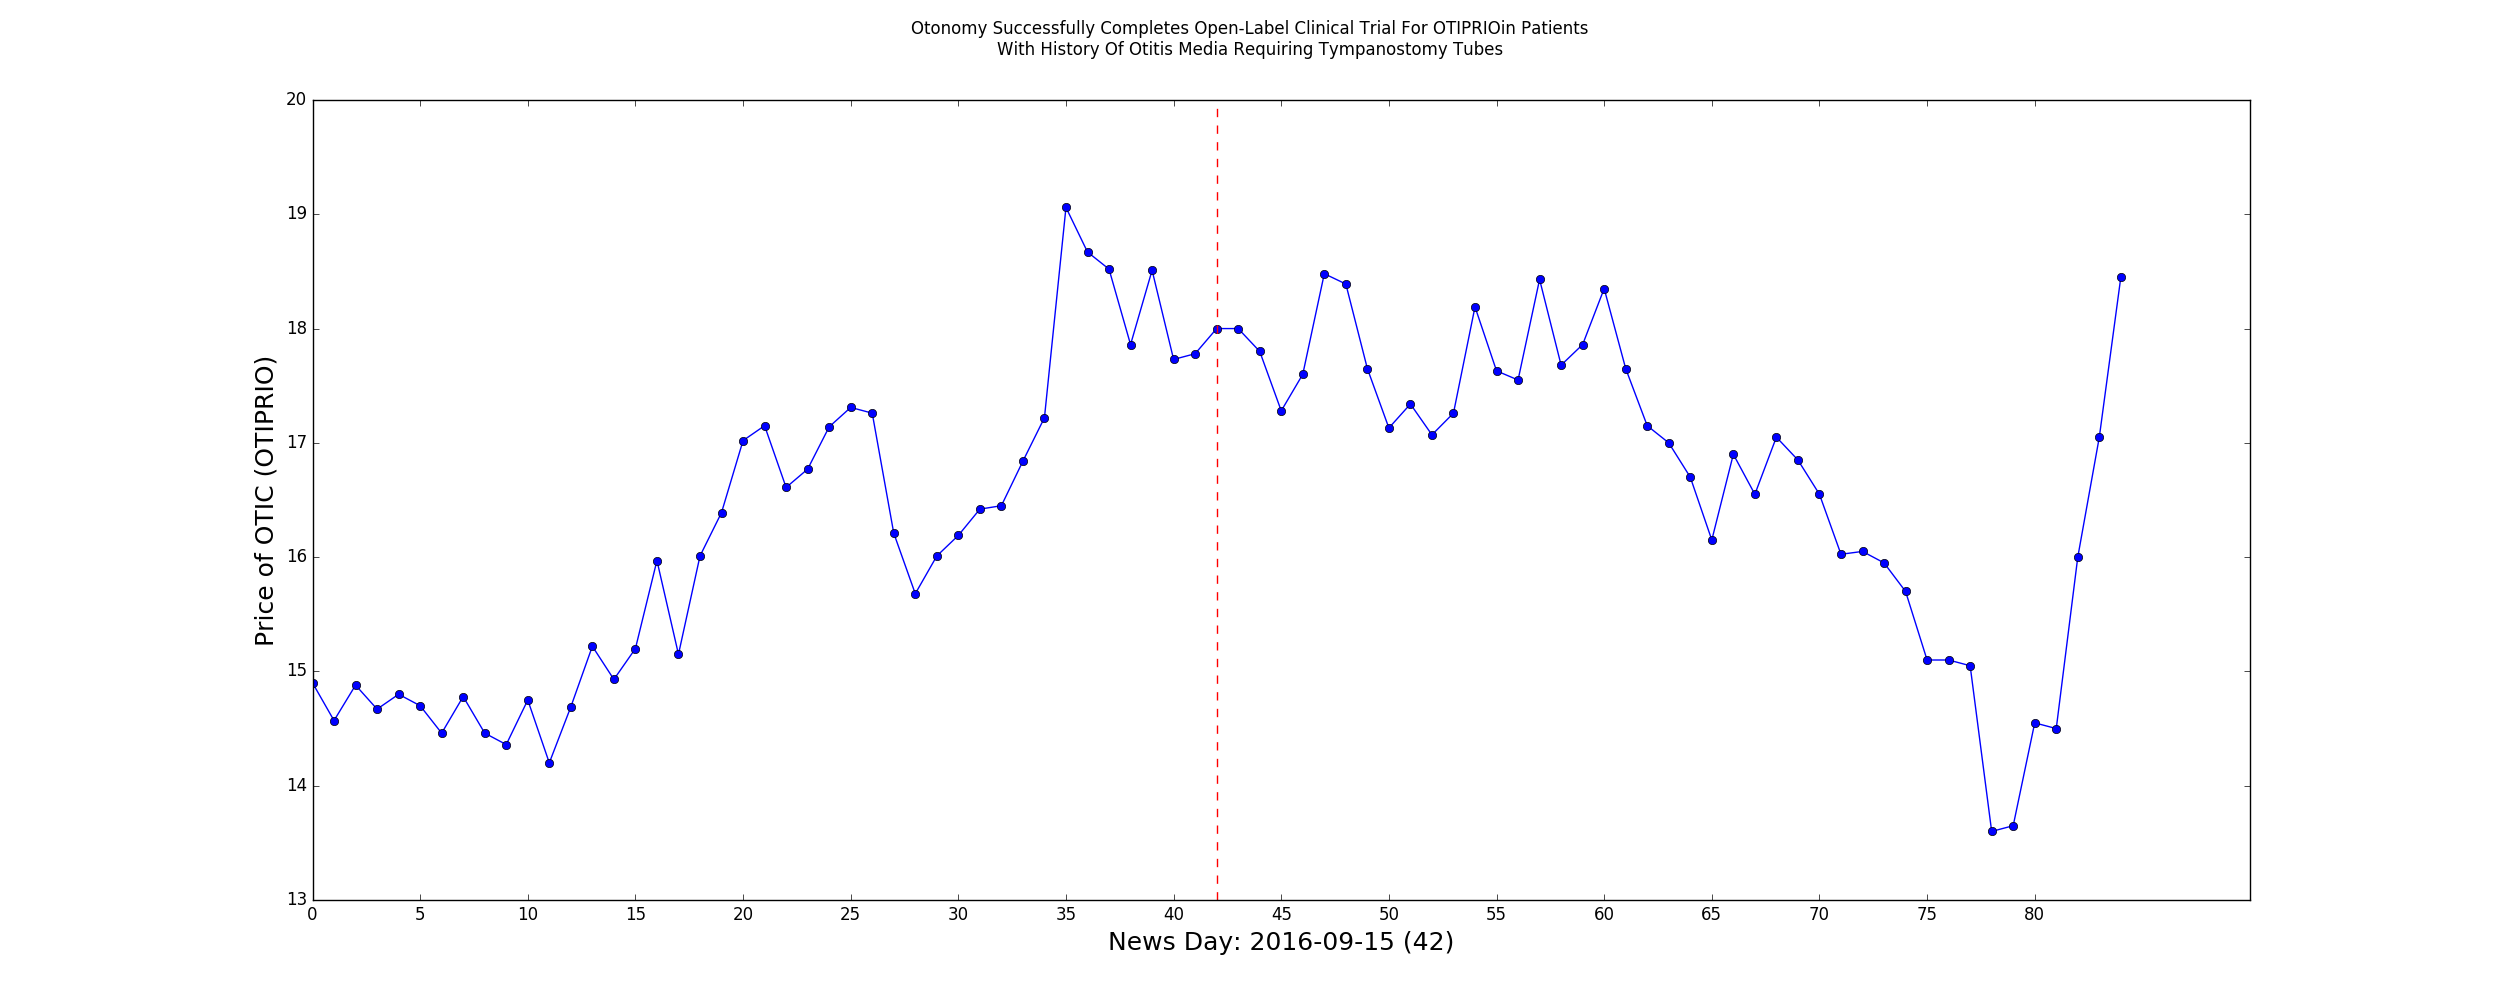 Otonomy Successfully Completes Open-Label Clinical Trial For OTIPRIOin Patients
With History Of Otitis Media Requiring Tympanostomy Tubes
20
19
18
17
16
15
14
13
Price of OTIC (OTIPRIO)
0 5 10 15 20 25 30 35 40 45 50 55 60 65 70 75 80
News Day: 2016-09-15 (42)